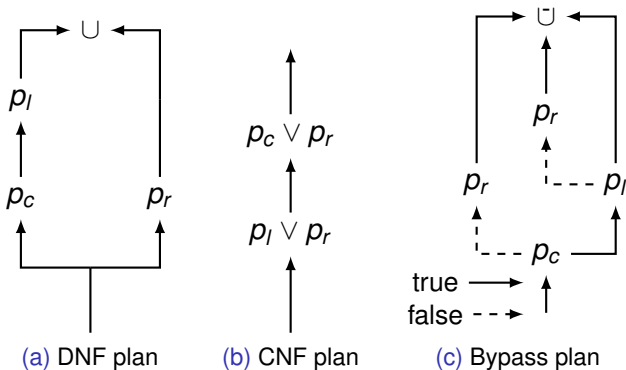 ∪ ∪̇
p_l
p_r
p_c ∨ p_r
p_c p_r p_r p_l
p_l ∨ p_r
p_c
true
false
(a) DNF plan (b) CNF plan (c) Bypass plan